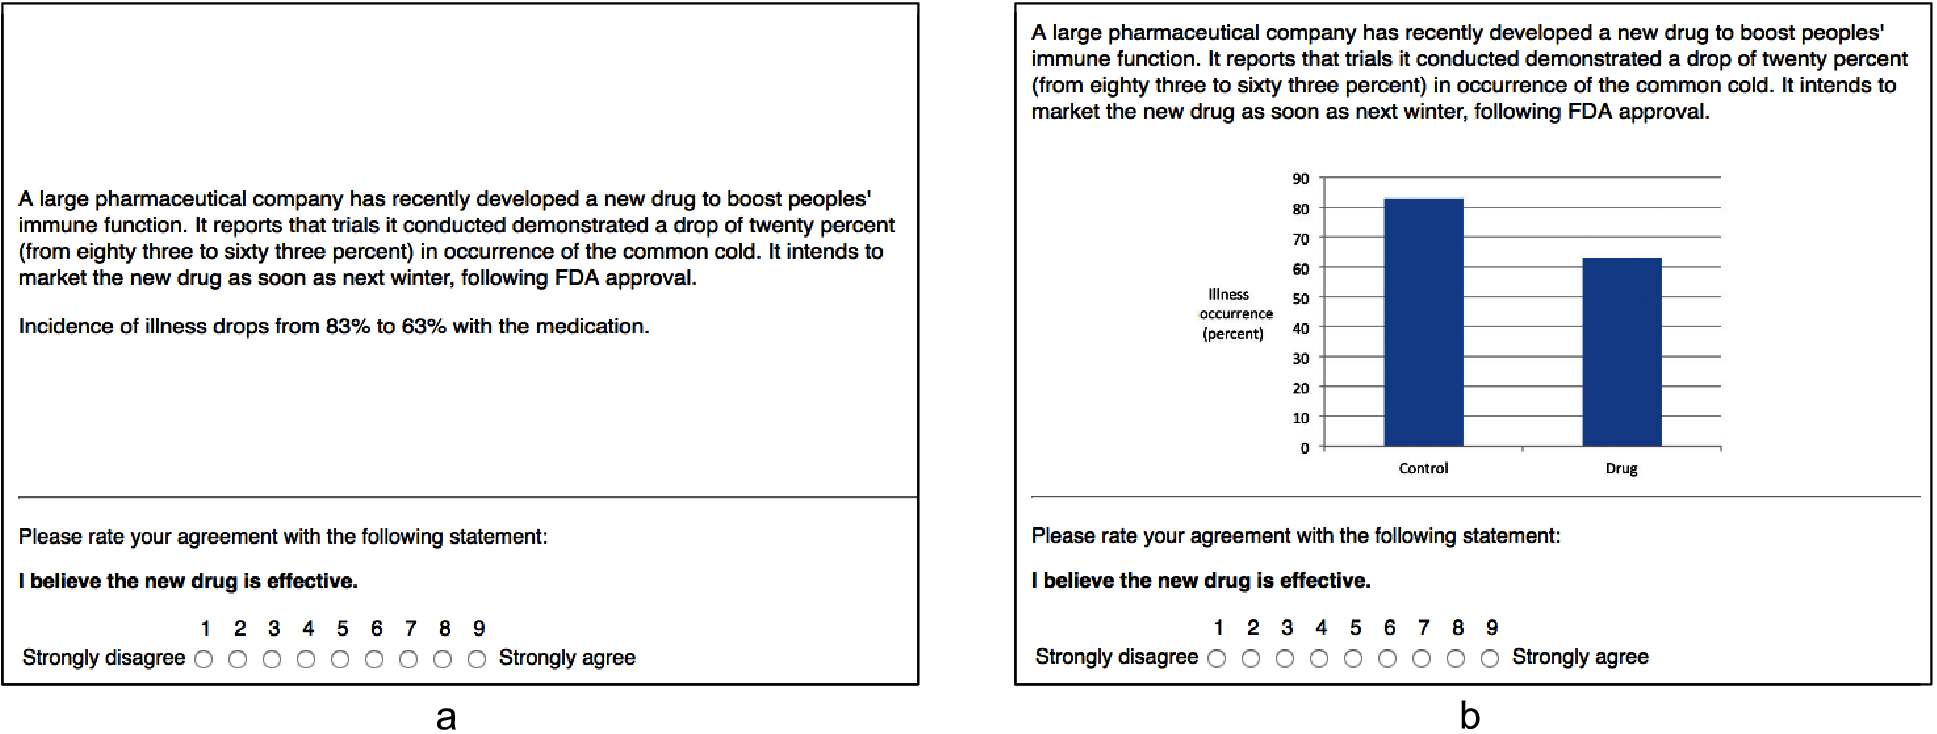 A large pharmaceutical company has recently developed a new drug to boost peoples'
immune function. It reports that trials it conducted demonstrated a drop of twenty percent
(from eighty three to sixty three percent) in occurrence of the common cold. It intends to
market the new drug as soon as next winter, following FDA approval.
Incidence of illness drops from 83% to 63% with the medication.
Please rate your agreement with the following statement:
I believe the new drug is effective.
1 2 3 4 5 6 7 8 9
Strongly disagree Strongly agree
a
A large pharmaceutical company has recently developed a new drug to boost peoples'
immune function. It reports that trials it conducted demonstrated a drop of twenty percent
(from eighty three to sixty three percent) in occurrence of the common cold. It intends to
market the new drug as soon as next winter, following FDA approval.
90
80
70
60
50
40
30
20
10
0
Illness
occurrence
(percent)
Control Drug
Please rate your agreement with the following statement:
I believe the new drug is effective.
1 2 3 4 5 6 7 8 9
Strongly disagree Strongly agree
b